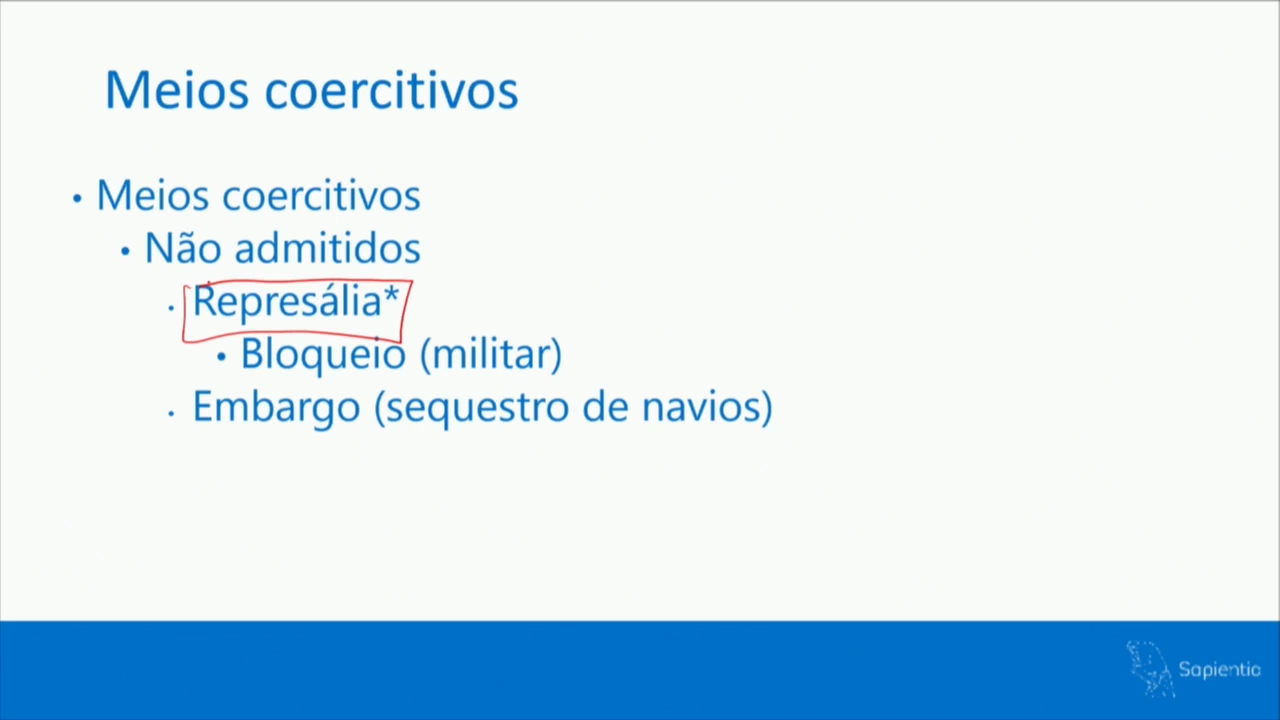 Meios coercitivos
• Meios coercitivos
• Não admitidos
• Represália*
• Bloqueio (militar)
• Embargo (sequestro de navios)
Sapientia